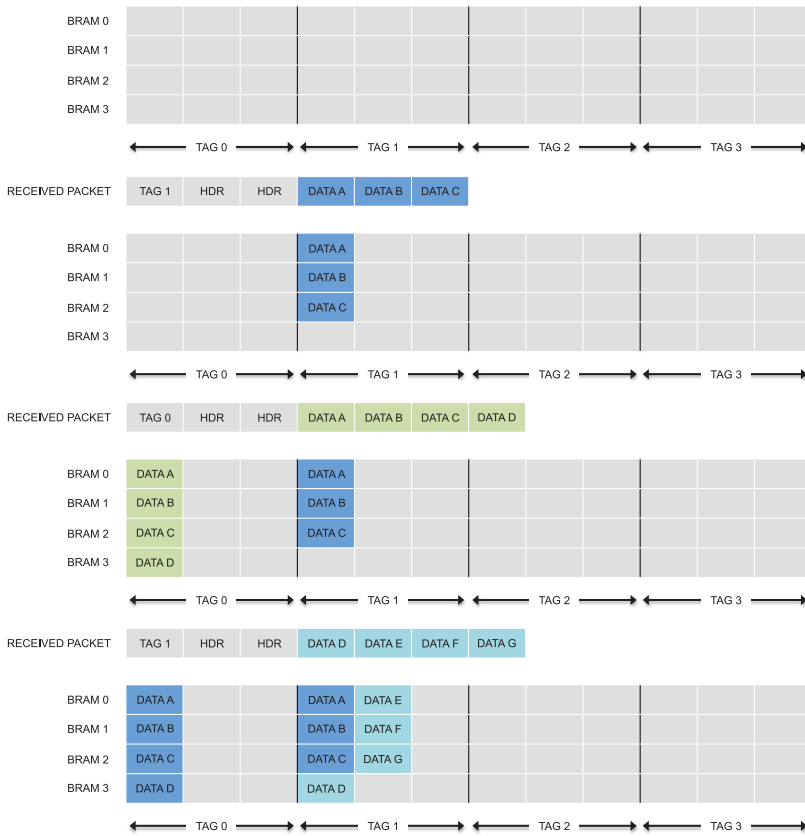 BRAM 0
BRAM 1
BRAM 2
BRAM 3
TAG 0 TAG 1 TAG 2 TAG 3
RECEIVED PACKET TAG 1 HDR HDR DATA A DATA B DATA C
BRAM 0 DATA A
BRAM 1 DATA B
BRAM 2 DATA C
BRAM 3
TAG 0 TAG 1 TAG 2 TAG 3
RECEIVED PACKET TAG 0 HDR HDR DATA A DATA B DATA C DATA D
BRAM 0 DATA A DATA A
BRAM 1 DATA B DATA B
BRAM 2 DATA C DATA C
BRAM 3 DATA D
TAG 0 TAG 1 TAG 2 TAG 3
RECEIVED PACKET TAG 1 HDR HDR DATA D DATA E DATA F DATA G
BRAM 0 DATA A DATA A DATA E
BRAM 1 DATA B DATA B DATA F
BRAM 2 DATA C DATA C DATA G
BRAM 3 DATA D DATA D
TAG 0 TAG 1 TAG 2 TAG 3